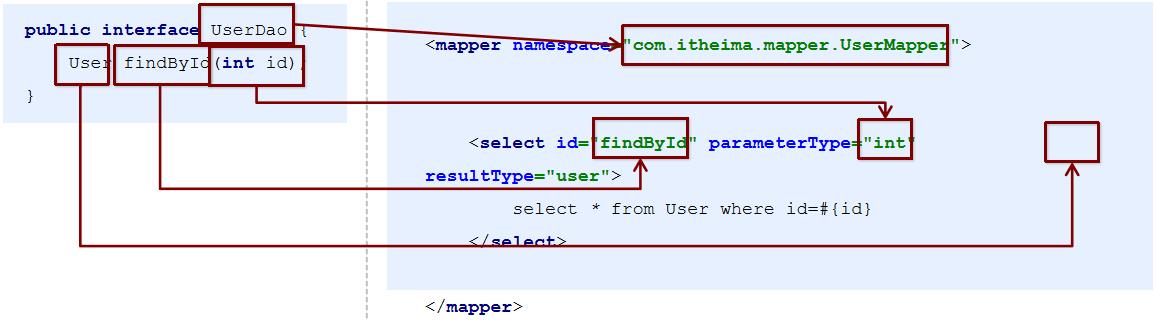 public interface UserDao {
User findById(int id);
}
<mapper namespace="com.itheima.mapper.UserMapper">
<select id="findById" parameterType="int"
resultType="user">
select * from User where id=#{id}
</select>
</mapper>